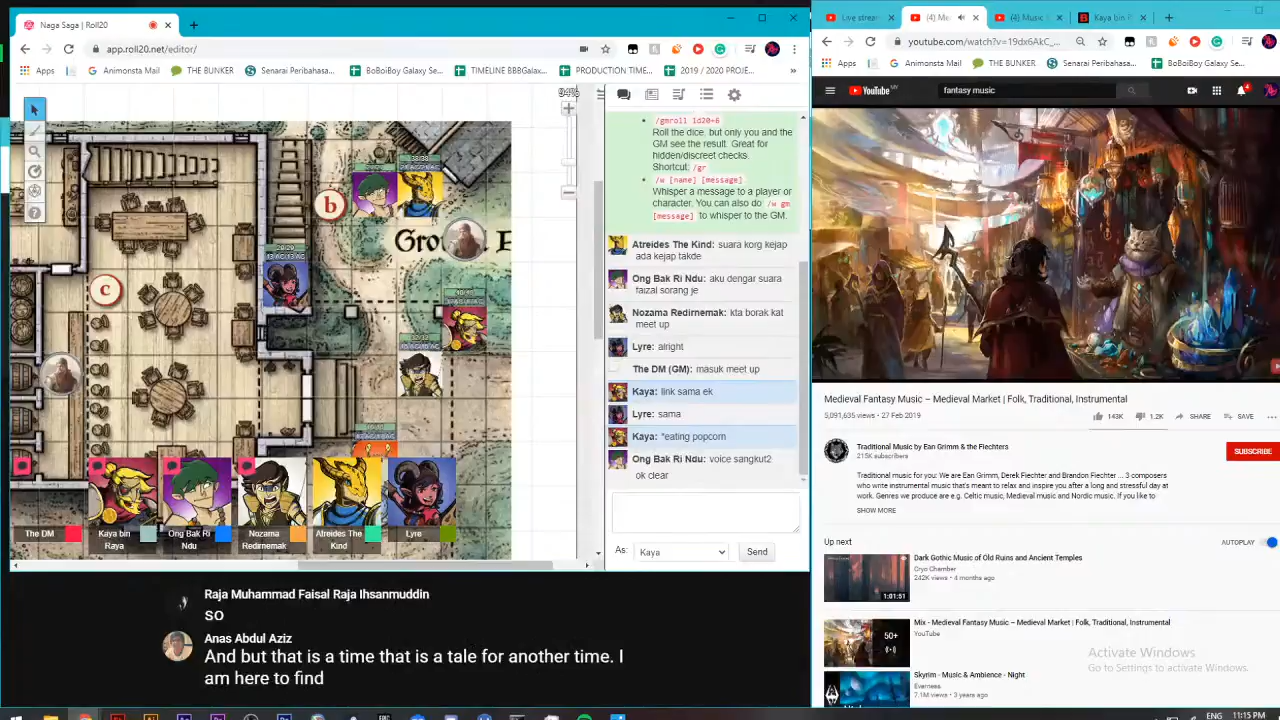 Naga Saga | Roll20
app.roll20.net/editor/
Apps
Animonsta Mail
THE BUNKER
Senarai Peribahasa...
BoBoiBoy Galaxy Se...
TIMELINE BBBGalax...
PRODUCTION TIME...
2019 / 2020 PROJE...
94%
b
c
/gmroll 1d20+6
Roll the dice, but only you and the
GM see the result. Great for
hidden/discreet checks.
Shortcut: /gr
/w [name] [message]
Whisper a message to a player or
character. You can also do /w gm
[message] to whisper to the GM.
Atreides The Kind: suara korg kejap
ada kejap takde
Ong Bak Ri Ndu: aku dengar suara
faizal sorang je
Nozama Redirnemak: kta borak kat
meet up
Lyre: alright
The DM (GM): masuk meet up
Kaya: link sama ek
Lyre: sama
Kaya: *eating popcorn
Ong Bak Ri Ndu: voice sangkut2
ok clear
As:
Kaya
Send
The DM
Kaya bin
Raya
Ong Bak Ri
Ndu
Nozama
Redirnemak
Atreides The
Kind
Lyre
Raja Muhammad Faisal Raja Ihsanmuddin
so
Anas Abdul Aziz
And but that is a time that is a tale for another time. I
am here to find
Live strea
(4) Me
(4) Music
Kaya bin
youtube.com/watch?v=19dx6AkC_...
Apps
Animonsta Mail
THE BUNKER
Senarai Peribahasa...
BoBoiBoy Galaxy Se...
YouTube
MY
fantasy music
4
Medieval Fantasy Music – Medieval Market | Folk, Traditional, Instrumental
5,091,635 views • 27 Feb 2019
143K
1.2K
SHARE
SAVE
Traditional Music by Ean Grimm & the Fiechters
215K subscribers
SUBSCRIBE
Traditional music for you: We are Ean Grimm, Derek Fiechter and Brandon Fiechter ... 3 composers
who write instrumental music that's meant to relax and inspire you after a long and stressful day at
work. Genres we produce are e.g. Celtic music, Medieval music and Nordic music. If you like to
SHOW MORE
Up next
AUTOPLAY
Dark Gothic Music of Old Ruins and Ancient Temples
Cryo Chamber
242K views • 4 months ago
1:01:51
Mix - Medieval Fantasy Music – Medieval Market | Folk, Traditional, Instrumental
YouTube
50+
Skyrim - Music & Ambience - Night
Everness
7.1M views • 3 years ago
Activate Windows
Go to Settings to activate Windows.
ENG
11:15 PM